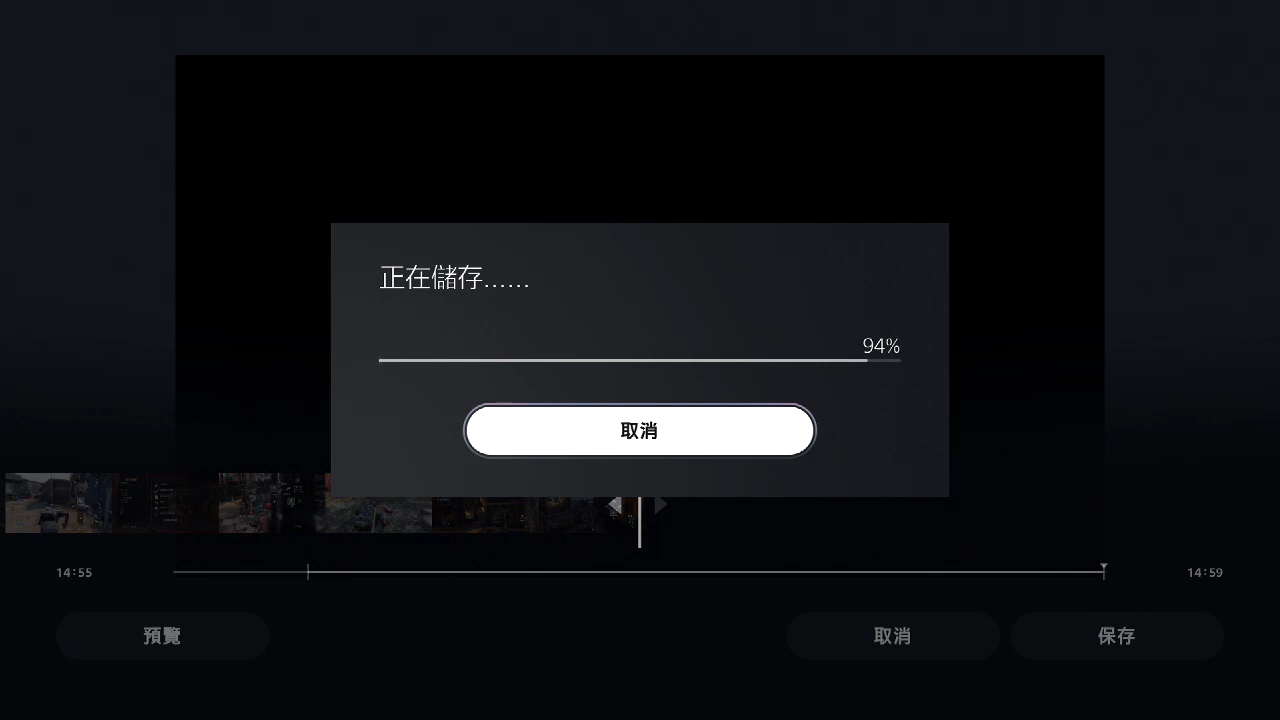 正在儲存......
94%
取消
14:55
14:59
預覽
取消
保存